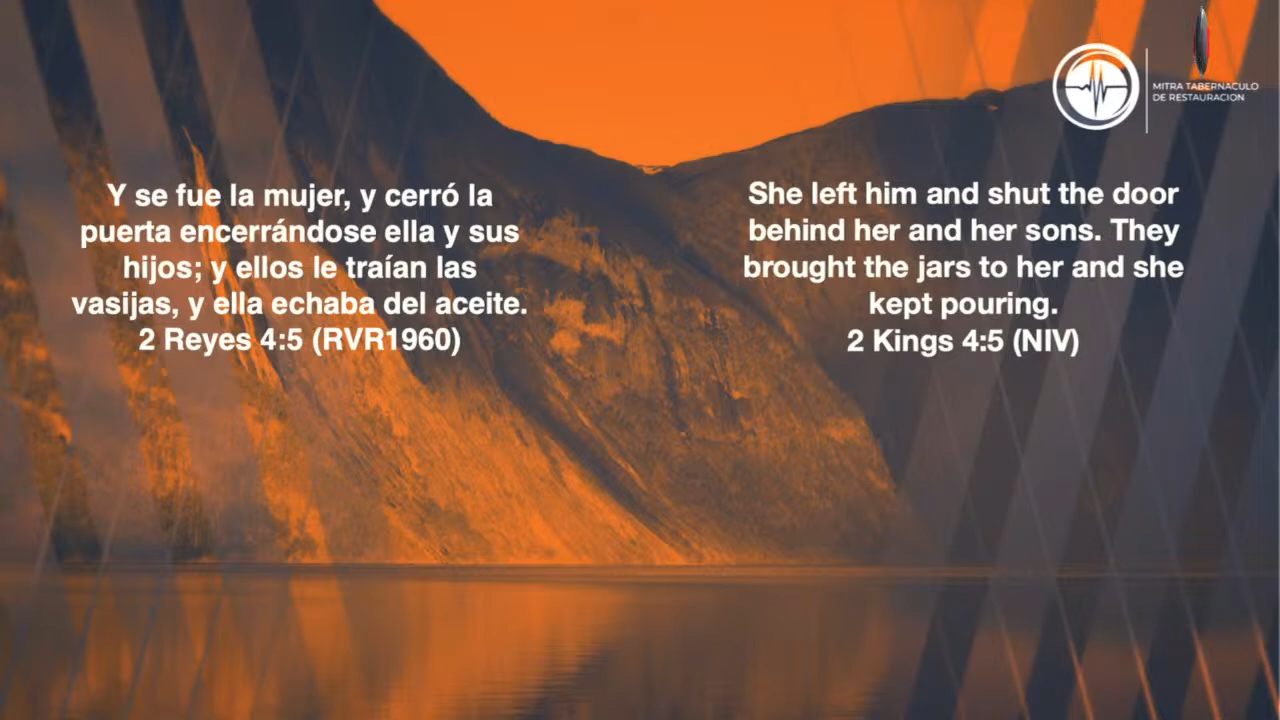 MITRA TABERNACULO
DE RESTAURACION
Y se fue la mujer, y cerró la
puerta encerrándose ella y sus
hijos; y ellos le traían las
vasijas, y ella echaba del aceite.
2 Reyes 4:5 (RVR1960)
She left him and shut the door
behind her and her sons. They
brought the jars to her and she
kept pouring.
2 Kings 4:5 (NIV)